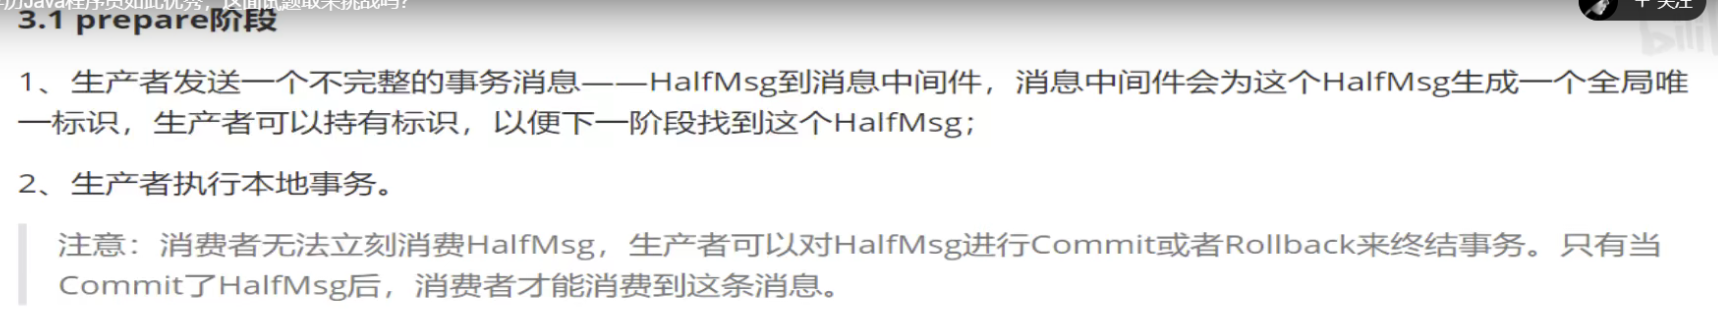 历Java程序员如此优秀，这面试题敢来挑战吗？
+ 关注
3.1 prepare阶段
bili
1、生产者发送一个不完整的事务消息——HalfMsg到消息中间件，消息中间件会为这个HalfMsg生成一个全局唯
一标识，生产者可以持有标识，以便下一阶段找到这个HalfMsg；
2、生产者执行本地事务。
注意：消费者无法立刻消费HalfMsg，生产者可以对HalfMsg进行Commit或者Rollback来终结事务。只有当
Commit了HalfMsg后，消费者才能消费到这条消息。